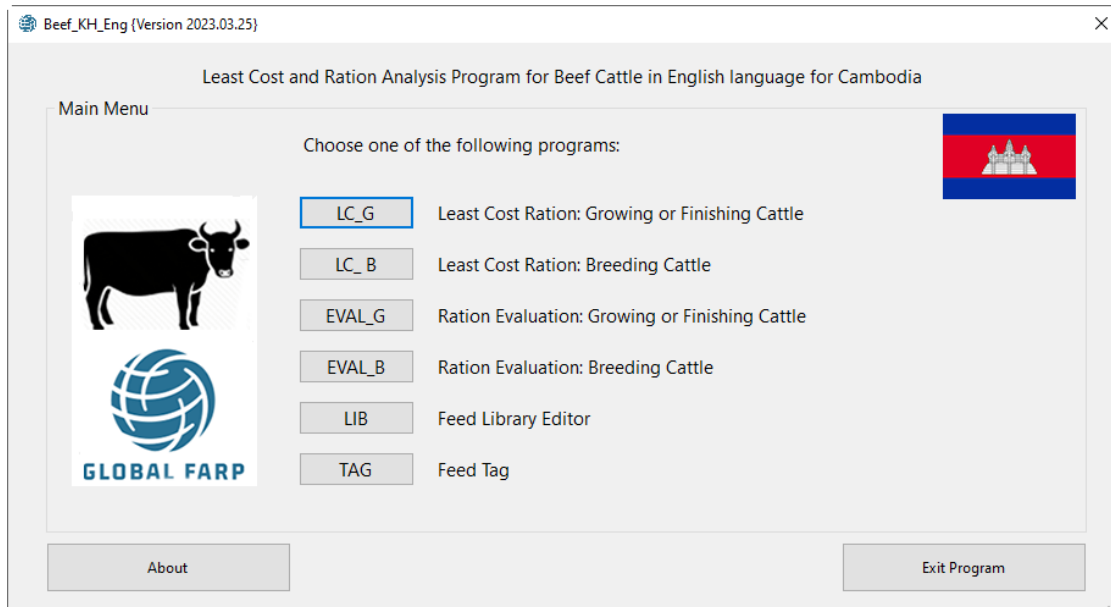 Beef_KH_Eng {Version 2023.03.25}
Least Cost and Ration Analysis Program for Beef Cattle in English language for Cambodia
Main Menu
Choose one of the following programs:
LC_G Least Cost Ration: Growing or Finishing Cattle
LC_ B Least Cost Ration: Breeding Cattle
EVAL_G Ration Evaluation: Growing or Finishing Cattle
EVAL_B Ration Evaluation: Breeding Cattle
LIB Feed Library Editor
TAG Feed Tag
GLOBAL FARP
About Exit Program